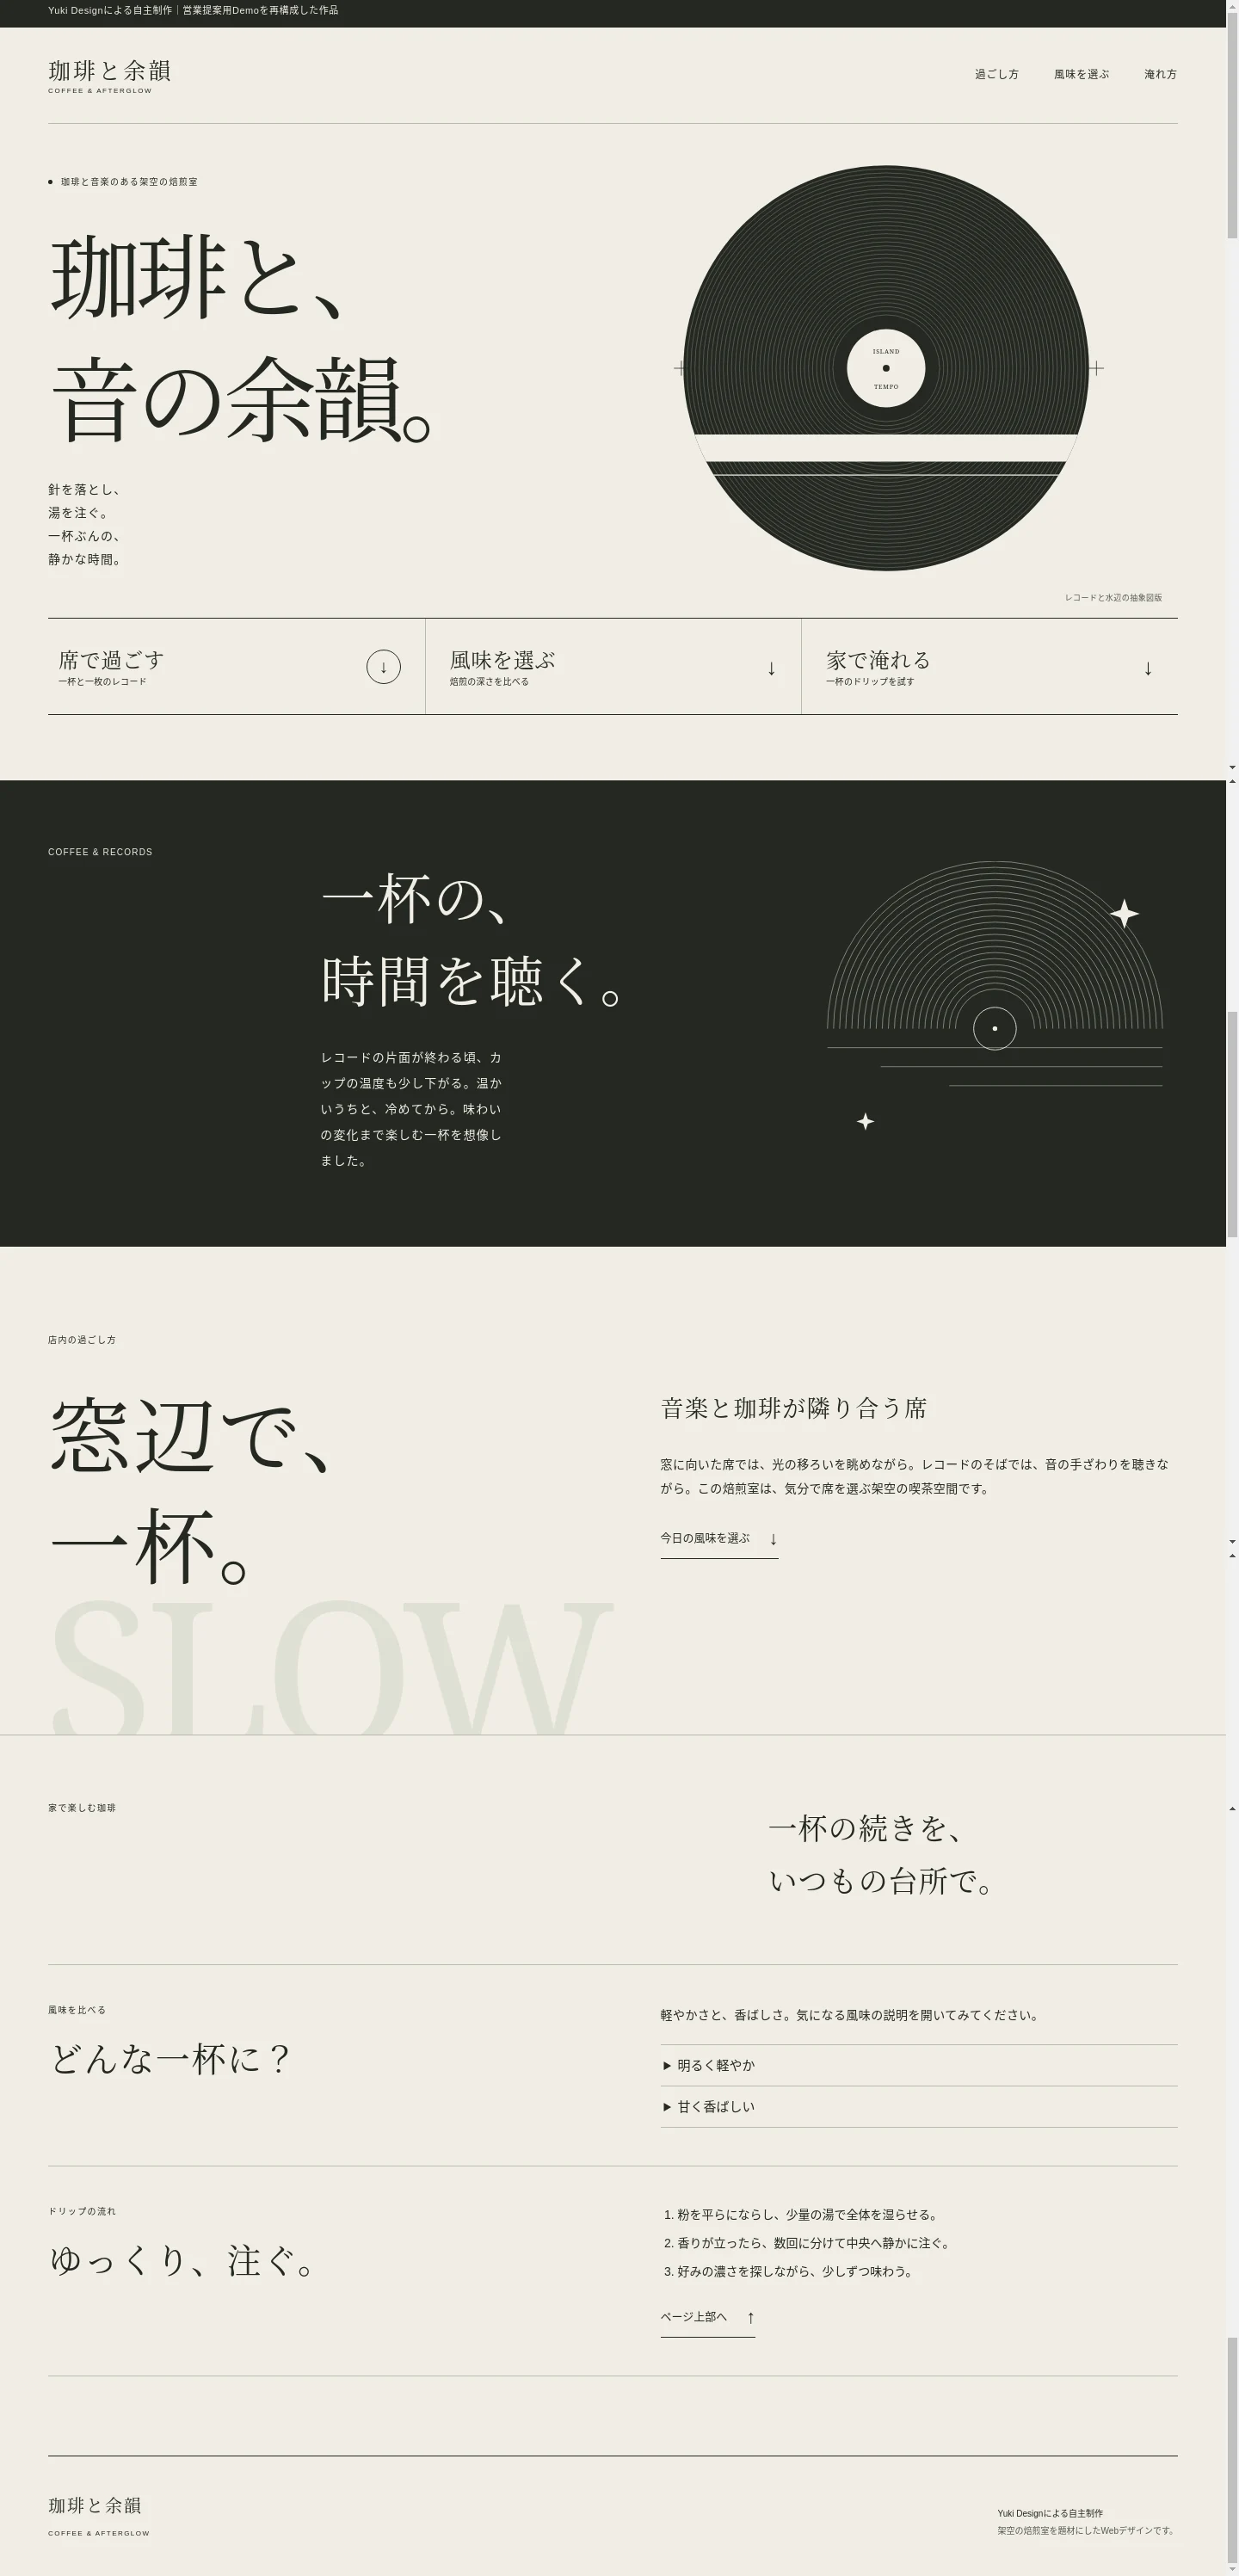 Yuki Designによる自主制作｜営業提案用Demoを再構成した作品
珈琲と余韻
COFFEE & AFTERGLOW
過ごし方
風味を選ぶ
淹れ方
珈琲と音楽のある架空の焙煎室
珈琲と、
音の余韻。
針を落とし、
湯を注ぐ。
一杯ぶんの、
静かな時間。
ISLAND
TEMPO
レコードと水辺の抽象図版
席で過ごす
一杯と一枚のレコード
↓
風味を選ぶ
焙煎の深さを比べる
↓
家で淹れる
一杯のドリップを試す
↓
COFFEE & RECORDS
一杯の、
時間を聴く。
レコードの片面が終わる頃、カ
ップの温度も少し下がる。温か
いうちと、冷めてから。味わい
の変化まで楽しむ一杯を想像し
ました。
店内の過ごし方
窓辺で、
一杯。
SLOW
音楽と珈琲が隣り合う席
窓に向いた席では、光の移ろいを眺めながら。レコードのそばでは、音の手ざわりを聴きな
がら。この焙煎室は、気分で席を選ぶ架空の喫茶空間です。
今日の風味を選ぶ ↓
家で楽しむ珈琲
一杯の続きを、
いつもの台所で。
風味を比べる
どんな一杯に？
軽やかさと、香ばしさ。気になる風味の説明を開いてみてください。
▶ 明るく軽やか
▶ 甘く香ばしい
ドリップの流れ
ゆっくり、注ぐ。
1. 粉を平らにならし、少量の湯で全体を湿らせる。
2. 香りが立ったら、数回に分けて中央へ静かに注ぐ。
3. 好みの濃さを探しながら、少しずつ味わう。
ページ上部へ ↑
珈琲と余韻
COFFEE & AFTERGLOW
Yuki Designによる自主制作
架空の焙煎室を題材にしたWebデザインです。